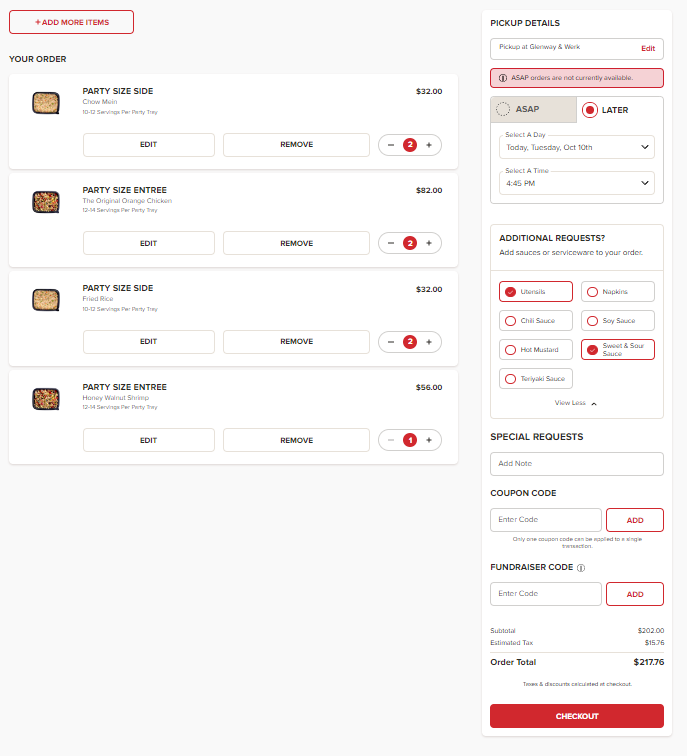 + ADD MORE ITEMS
YOUR ORDER
PARTY SIZE SIDE
$32.00
Chow Mein
10-12 Servings Per Party Tray
EDIT
REMOVE
− 2 +
PARTY SIZE ENTREE
$82.00
The Original Orange Chicken
12-14 Servings Per Party Tray
EDIT
REMOVE
− 2 +
PARTY SIZE SIDE
$32.00
Fried Rice
10-12 Servings Per Party Tray
EDIT
REMOVE
− 2 +
PARTY SIZE ENTREE
$56.00
Honey Walnut Shrimp
12-14 Servings Per Party Tray
EDIT
REMOVE
− 1 +
PICKUP DETAILS
Pickup at Glenway & Werk
Edit
ASAP orders are not currently available.
ASAP
LATER
Select A Day
Today, Tuesday, Oct 10th
Select A Time
4:45 PM
ADDITIONAL REQUESTS?
Add sauces or serviceware to your order.
Utensils
Napkins
Chili Sauce
Soy Sauce
Hot Mustard
Sweet & Sour
Sauce
Teriyaki Sauce
View Less
SPECIAL REQUESTS
Add Note
COUPON CODE
Enter Code
ADD
Only one coupon code can be applied to a single
transaction.
FUNDRAISER CODE
Enter Code
ADD
Subtotal
$202.00
Estimated Tax
$15.76
Order Total
$217.76
Taxes & discounts calculated at checkout.
CHECKOUT